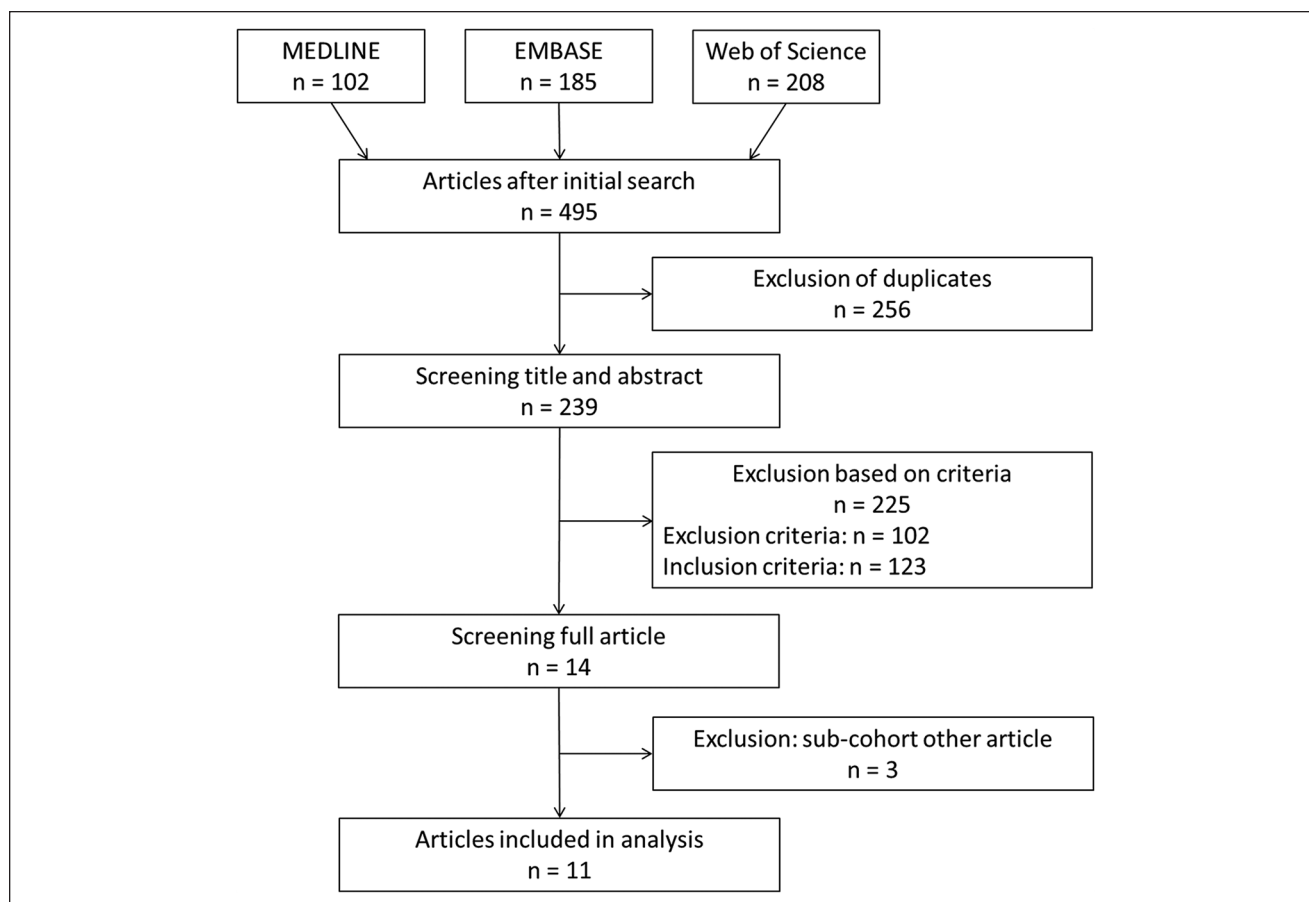 MEDLINE
n = 102
EMBASE
n = 185
Web of Science
n = 208
Articles after initial search
n = 495
Exclusion of duplicates
n = 256
Screening title and abstract
n = 239
Exclusion based on criteria
n = 225
Exclusion criteria: n = 102
Inclusion criteria: n = 123
Screening full article
n = 14
Exclusion: sub-cohort other article
n = 3
Articles included in analysis
n = 11